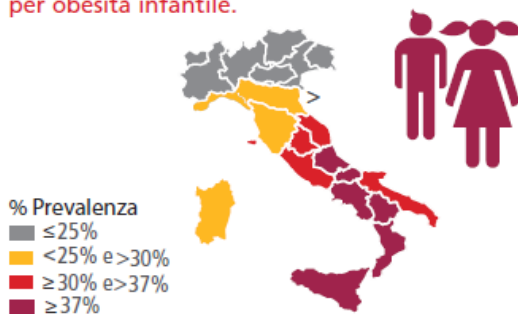 per obesità infantile.
>
% Prevalenza
≤25%
<25% e>30%
≥30% e>37%
≥37%